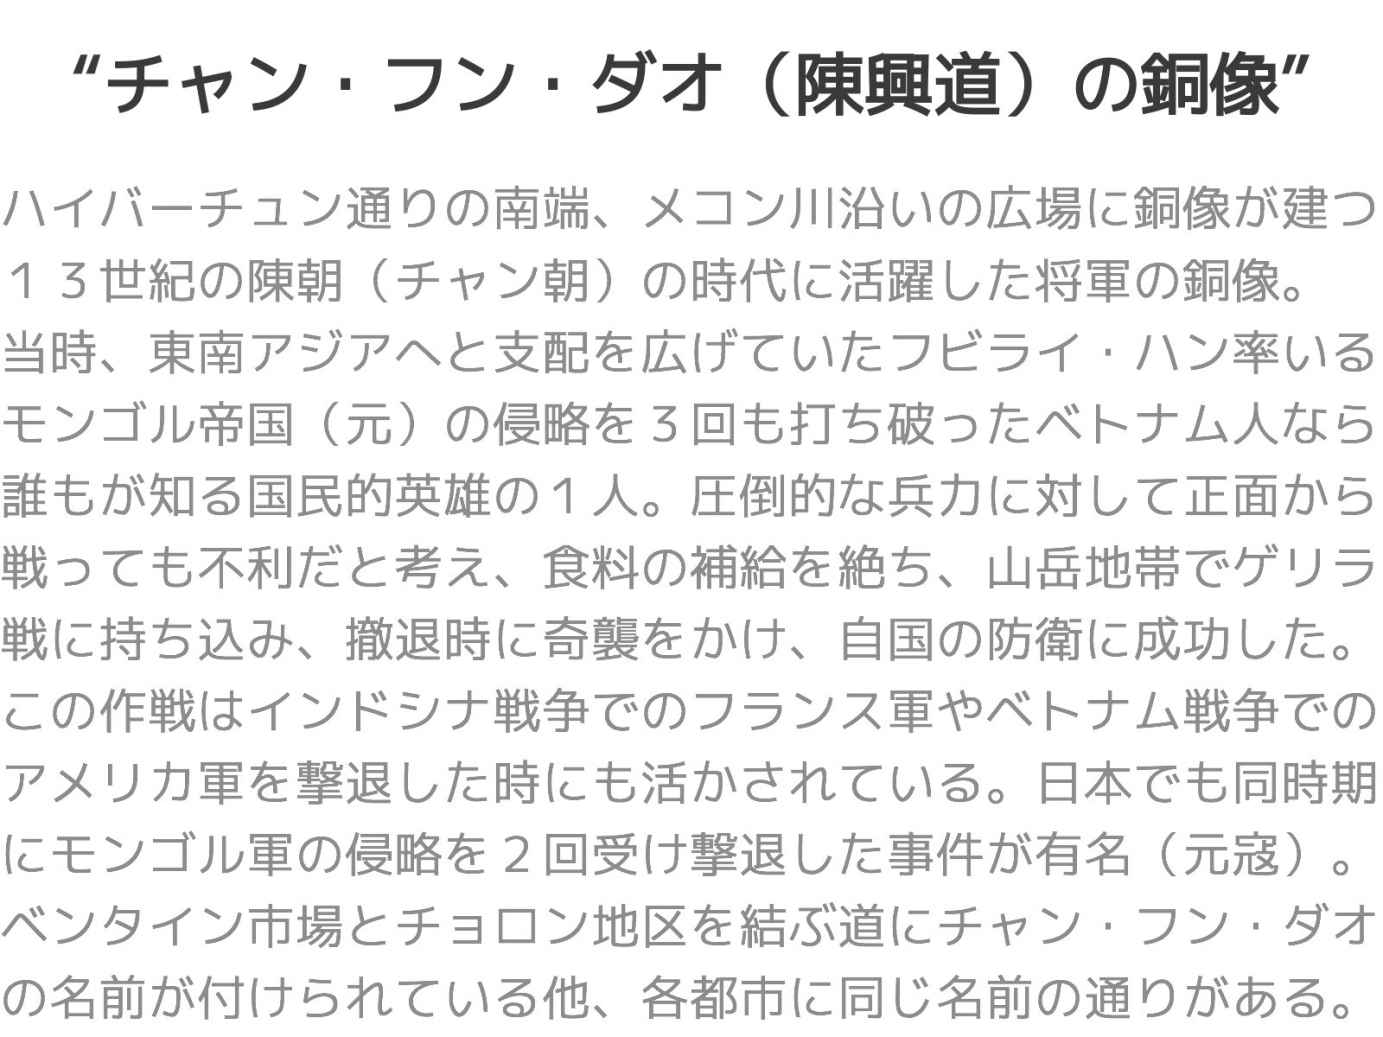 “チャン・フン・ダオ（陳興道）の銅像”
ハイバーチュン通りの南端、メコン川沿いの広場に銅像が建つ
１３世紀の陳朝（チャン朝）の時代に活躍した将軍の銅像。
当時、東南アジアへと支配を広げていたフビライ・ハン率いる
モンゴル帝国（元）の侵略を３回も打ち破ったベトナム人なら
誰もが知る国民的英雄の１人。圧倒的な兵力に対して正面から
戦っても不利だと考え、食料の補給を絶ち、山岳地帯でゲリラ
戦に持ち込み、撤退時に奇襲をかけ、自国の防衛に成功した。
この作戦はインドシナ戦争でのフランス軍やベトナム戦争での
アメリカ軍を撃退した時にも活かされている。日本でも同時期
にモンゴル軍の侵略を２回受け撃退した事件が有名（元寇）。
ベンタイン市場とチョロン地区を結ぶ道にチャン・フン・ダオ
の名前が付けられている他、各都市に同じ名前の通りがある。